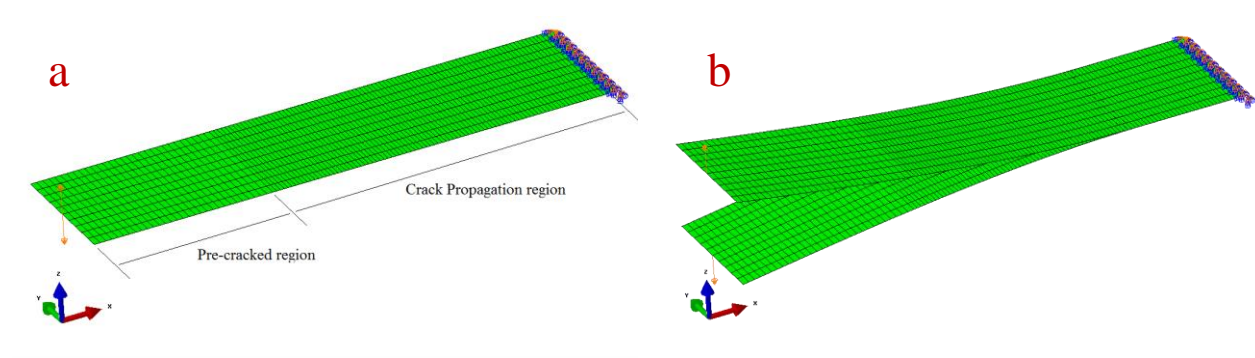 a
b
Crack Propagation region
Pre-cracked region
Z
Y
X
Z
Y
X